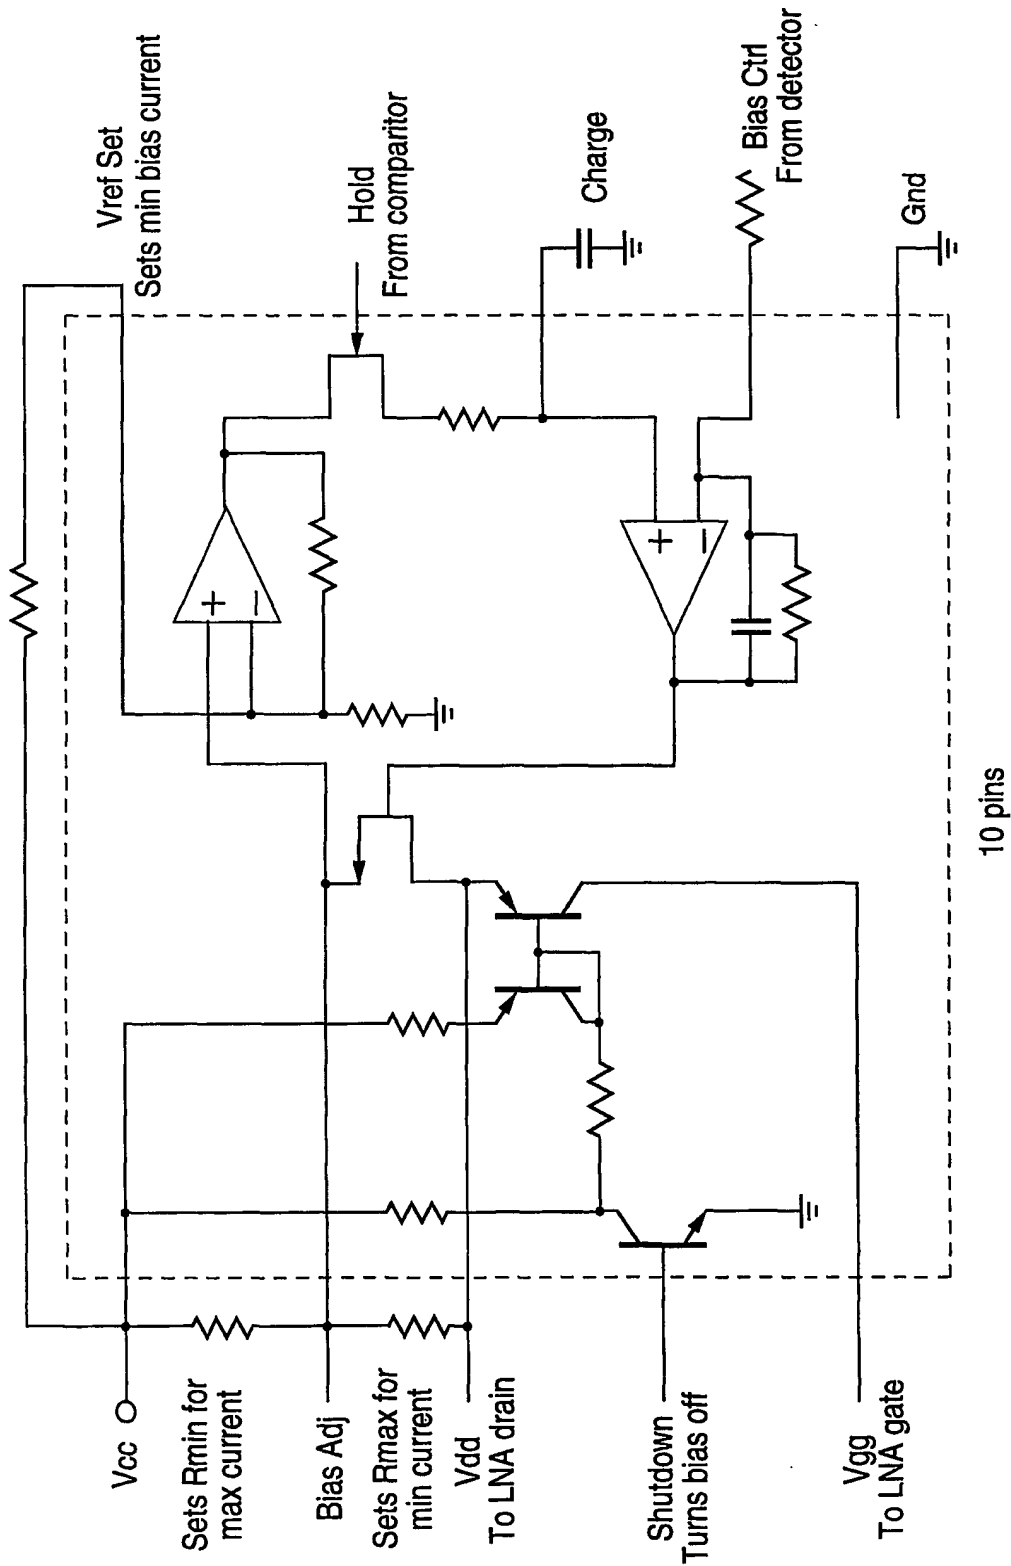 Vcc
Sets Rmin for
max current
Bias Adj
Sets Rmax for
min current
Vdd
To LNA drain
Shutdown
Turns bias off
Vgg
To LNA gate
+
−
+
−
Vref Set
Sets min bias current
Hold
From comparitor
Charge
Bias Ctrl
From detector
Gnd
10 pins